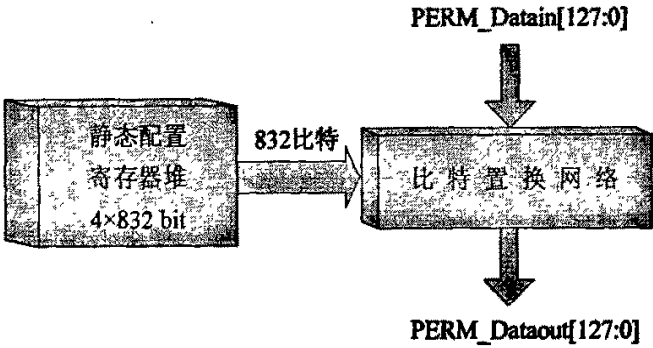 PERM_Datain[127:0]
静态配置
寄存器堆
4×832 bit
832比特
比特置换网络
PERM_Dataout[127:0]